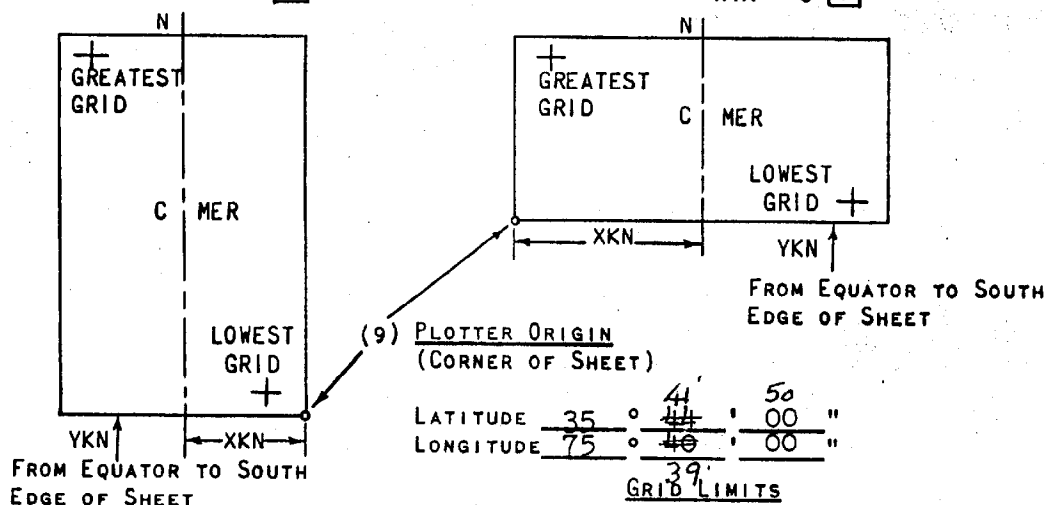 N
GREATEST
GRID
C MER
LOWEST
GRID
YKN
XKN
FROM EQUATOR TO SOUTH
EDGE OF SHEET
N
GREATEST
GRID
C MER
LOWEST
GRID
XKN
YKN
FROM EQUATOR TO SOUTH
EDGE OF SHEET
(9) PLOTTER ORIGIN
(CORNER OF SHEET)
41' 50
LATITUDE 35 ° 44 ' 00 "
LONGITUDE 75 ° 40 ' 00 "
39'
GRID LIMITS